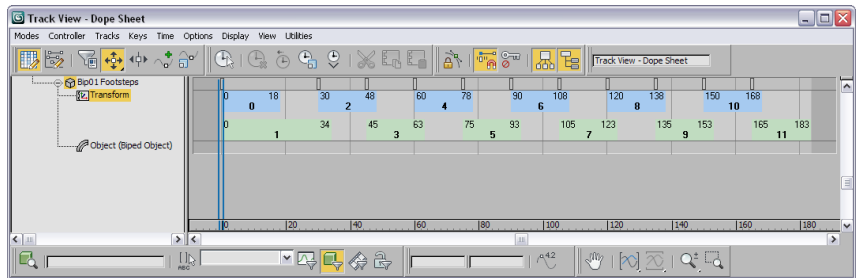 Track View - Dope Sheet
Modes Controller Tracks Keys Time Options Display View Utilities
Track View - Dope Sheet
Bip01 Footsteps
Transform
0 18 30 48 60 78 90 108 120 138 150 168
0 2 4 6 8 10
0 34 45 63 75 93 105 123 135 153 165 183
1 3 5 7 9 11
Object (Biped Object)
0 20 40 60 80 100 120 140 160 180
ABC
4.2